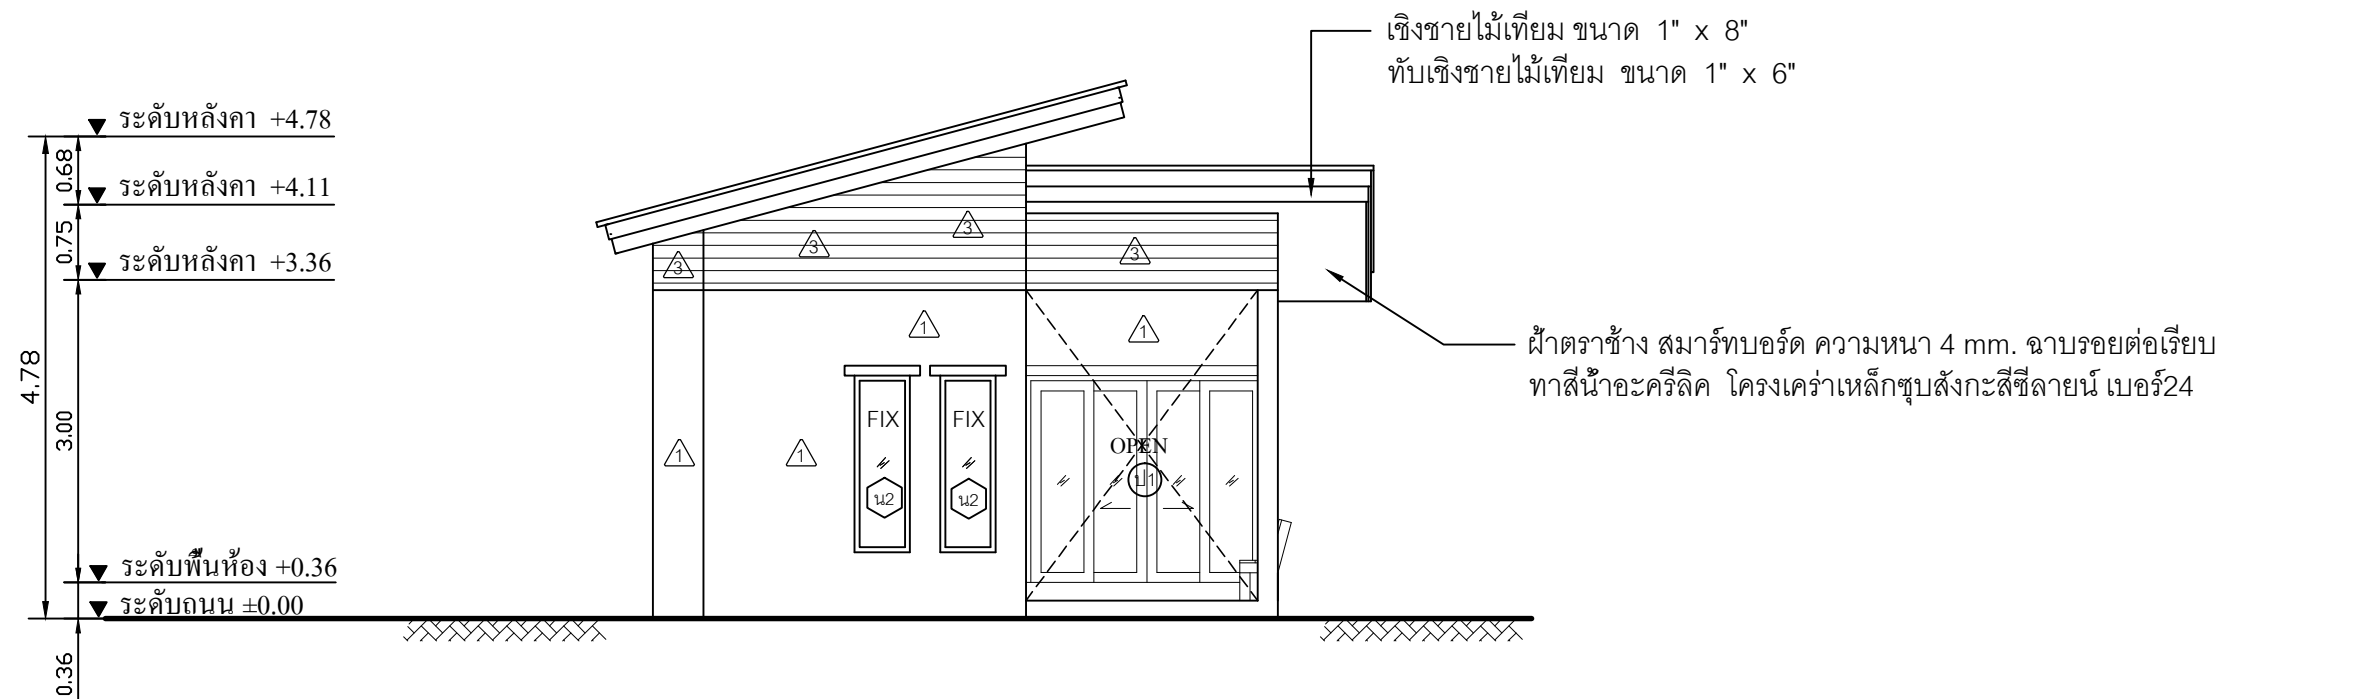 เชิงชายไม้เทียม ขนาด 1" x 8"
ทับเชิงชายไม้เทียม ขนาด 1" x 6"
ระดับหลังคา +4.78
0.68
ระดับหลังคา +4.11
0.75
ระดับหลังคา +3.36
3
3
3
3
1
1
ฝ้าตราช้าง สมาร์ทบอร์ด ความหนา 4 mm. ฉาบรอยต่อเรียบ
ทาสีน้ำอะครีลิค โครงเคร่าเหล็กซุบสังกะสีซีลายน์ เบอร์24
4.78
3.00
FIX
FIX
OPEN
1
1
น2
น2
ป1
ระดับพื้นห้อง +0.36
ระดับถนน ±0.00
0.36